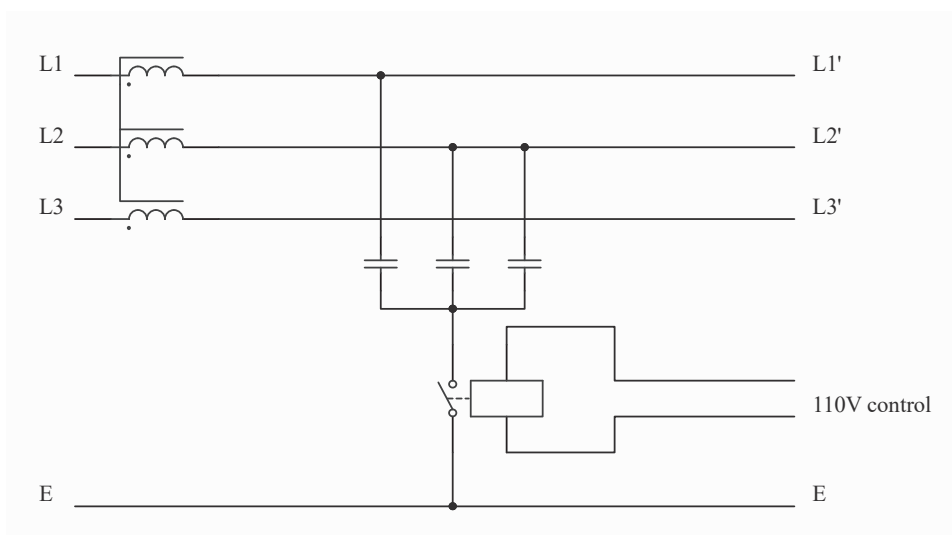 L1 L1'
L2 L2'
L3 L3'
110V control
E E